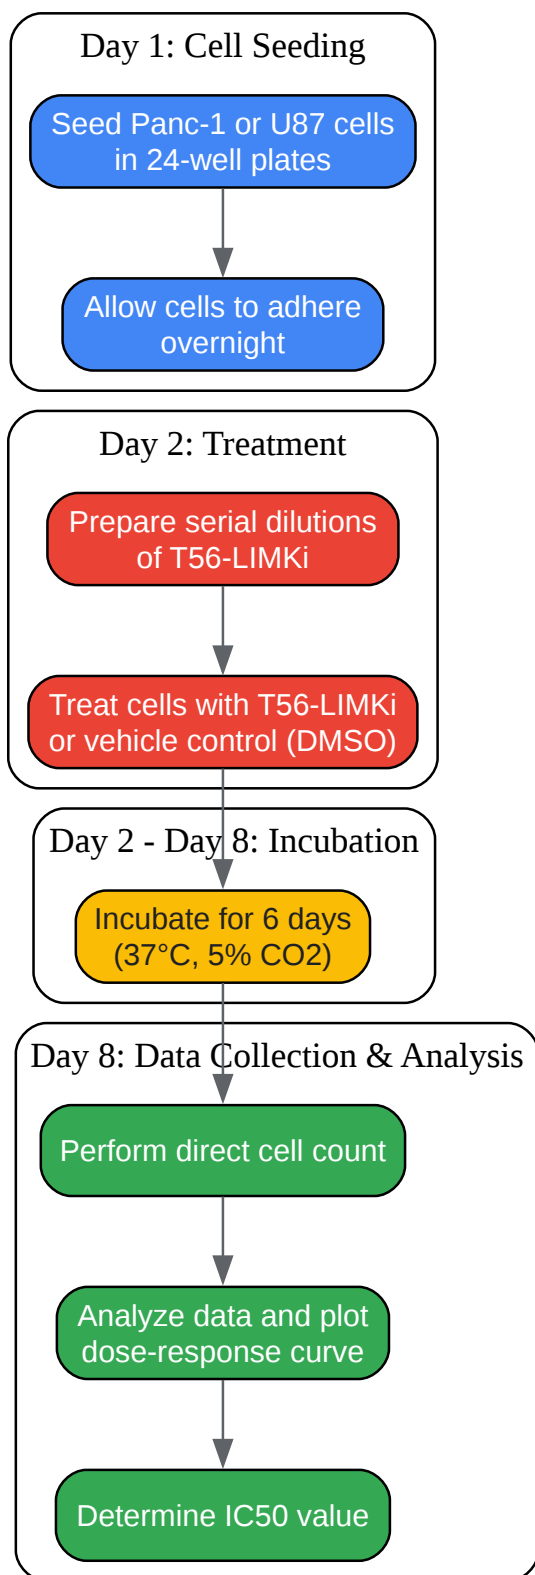 Day 1: Cell Seeding
Seed Panc-1 or U87 cells
in 24-well plates
Allow cells to adhere
overnight
Day 2: Treatment
Prepare serial dilutions
of T56-LIMKi
Treat cells with T56-LIMKi
or vehicle control (DMSO)
Day 2 - Day 8: Incubation
Incubate for 6 days
(37°C, 5% CO2)
Day 8: Data Collection & Analysis
Perform direct cell count
Analyze data and plot
dose-response curve
Determine IC50 value